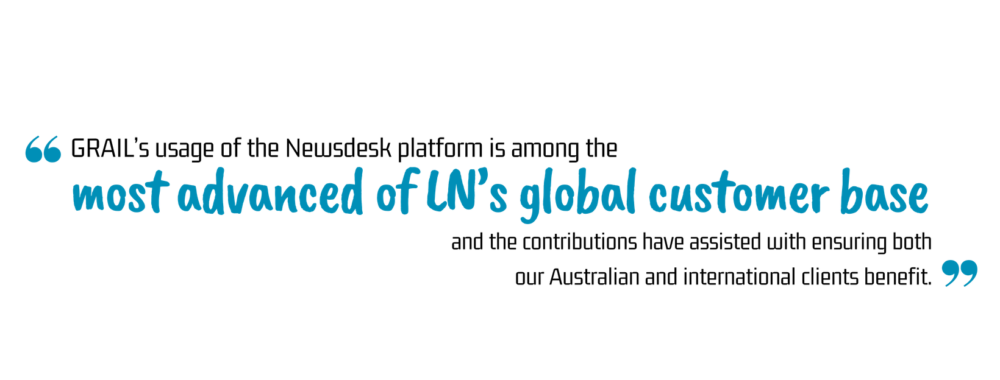 “GRAIL’s usage of the Newsdesk platform is among the
most advanced of LN’s global customer base
and the contributions have assisted with ensuring both
our Australian and international clients benefit.”